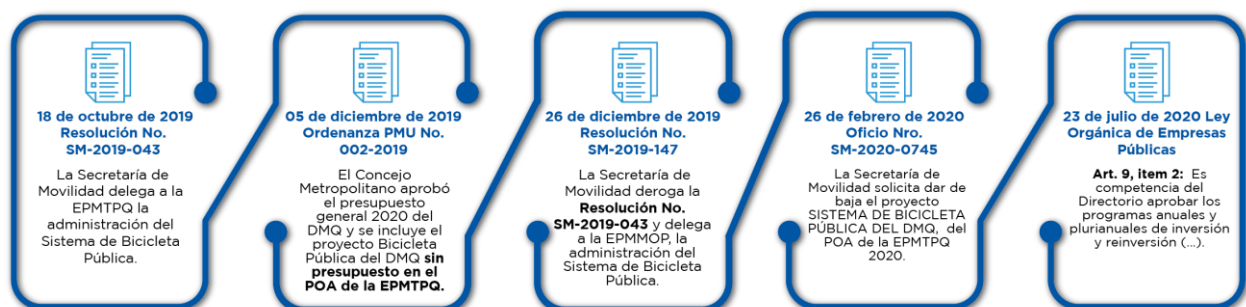 18 de octubre de 2019
Resolución No.
SM-2019-043
La Secretaría de
Movilidad delega a la
EPMTPQ la
administración del
Sistema de Bicicleta
Pública.
05 de diciembre de 2019
Ordenanza PMU No.
002-2019
El Concejo
Metropolitano aprobó
el presupuesto
general 2020 del
DMQ y se incluye el
proyecto Bicicleta
Pública del DMQ sin
presupuesto en el
POA de la EPMTPQ.
26 de diciembre de 2019
Resolución No.
SM-2019-147
La Secretaría de
Movilidad deroga la
Resolución No.
SM-2019-043 y delega
a la EPMMOP, la
administración del
Sistema de Bicicleta
Pública.
26 de febrero de 2020
Oficio Nro.
SM-2020-0745
La Secretaría de
Movilidad solicita dar de
baja el proyecto
SISTEMA DE BICICLETA
PÚBLICA DEL DMQ, del
POA de la EPMTPQ
2020.
23 de julio de 2020 Ley
Orgánica de Empresas
Públicas
Art. 9, item 2: Es
competencia del
Directorio aprobar los
programas anuales y
plurianuales de inversión
y reinversión (...).